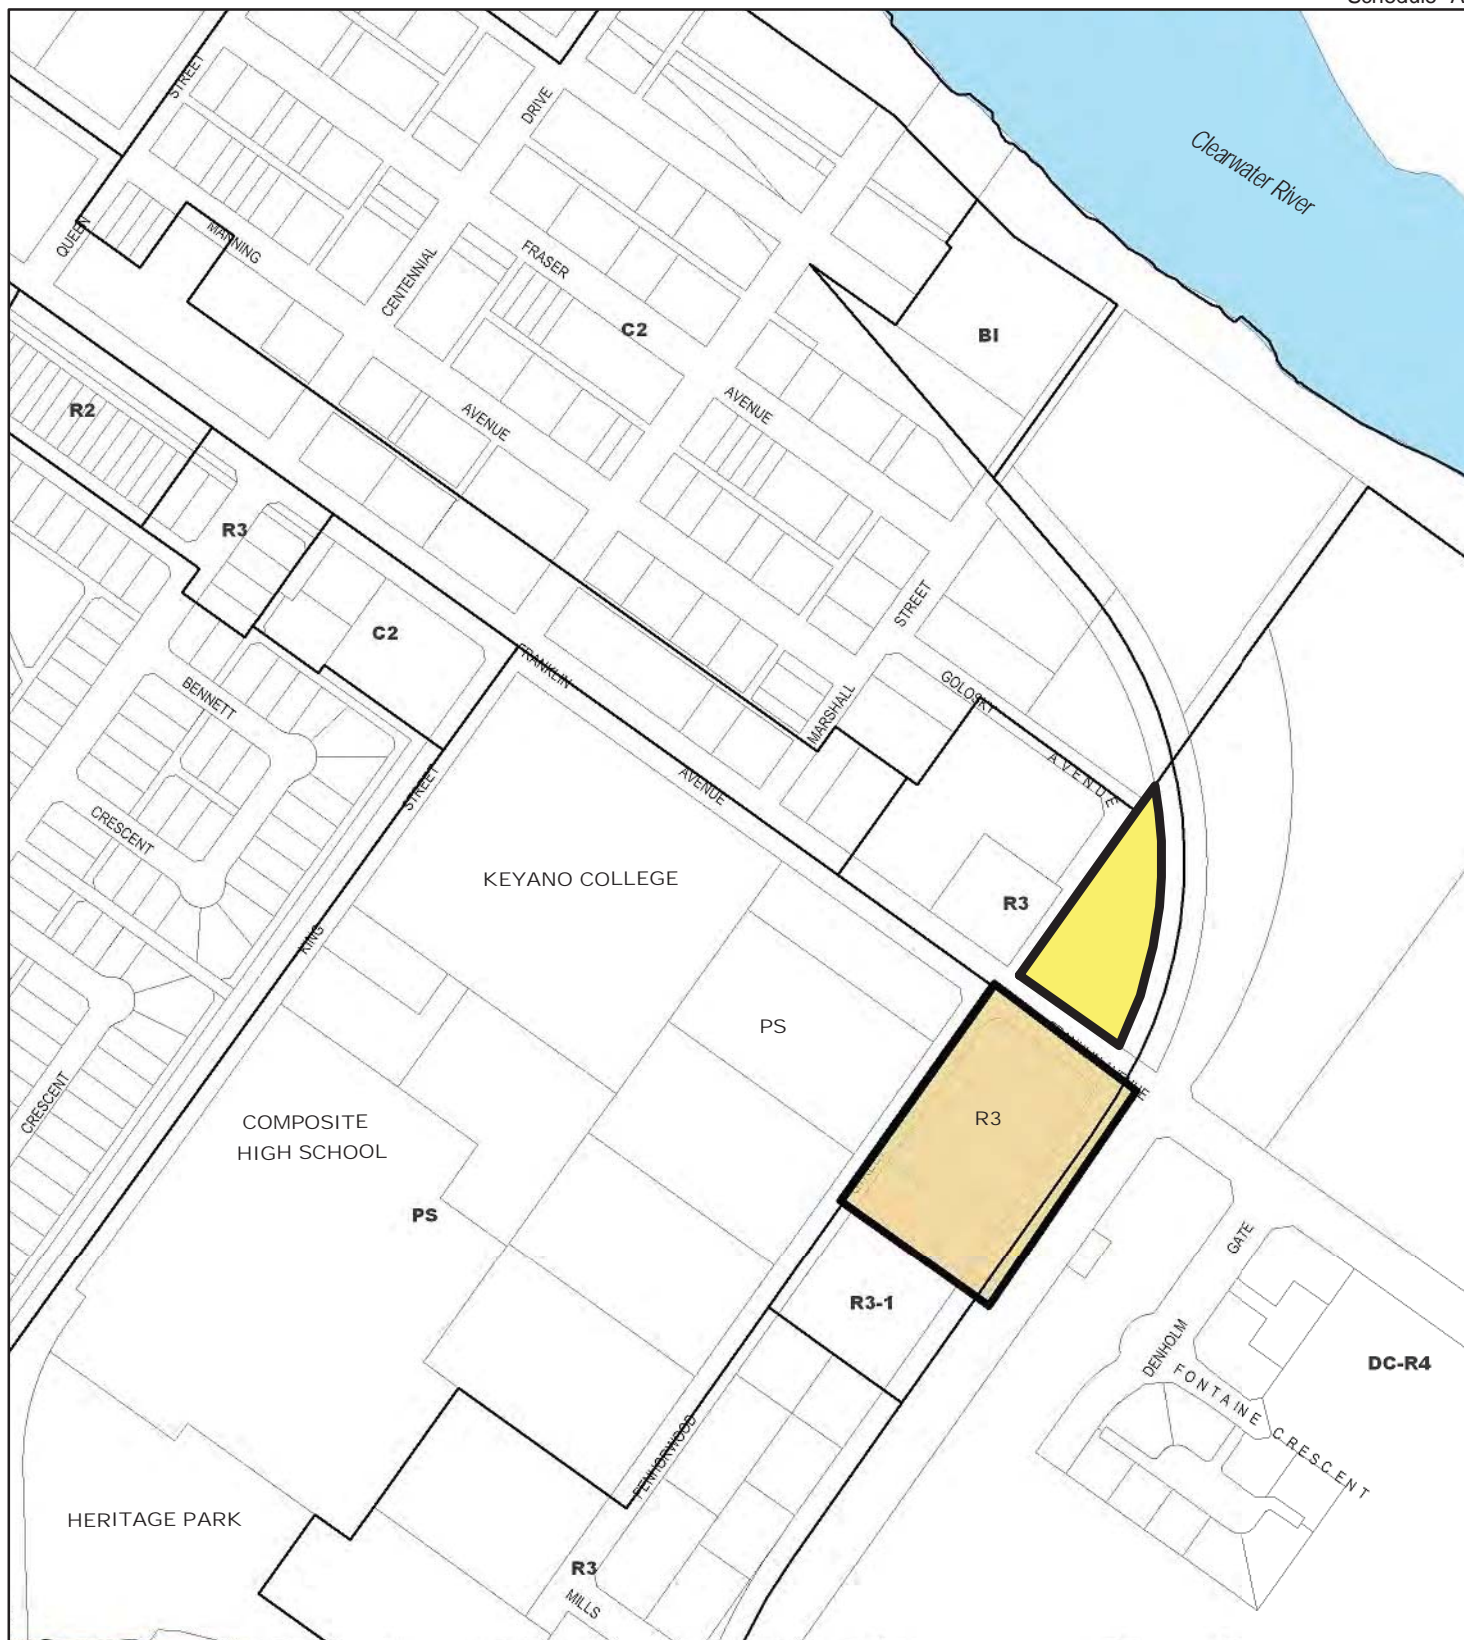 STREET
DRIVE
Clearwater River
QUEEN
MANNING
CENTENNIAL
FRASER
C2
BI
R2
AVENUE
AVENUE
R3
STREET
C2
FRANKLIN
GOLOSKY
BENNETT
MARSHALL
AVENUE
STREET
AVENUE
CRESCENT
KEYANO COLLEGE
R3
KING
PS
CRESCENT
COMPOSITE
HIGH SCHOOL
R3
PS
GATE
R3-1
DENHOLM
DC-R4
FONTAINE CRESCENT
PENHORWOOD
HERITAGE PARK
R3
MILLS